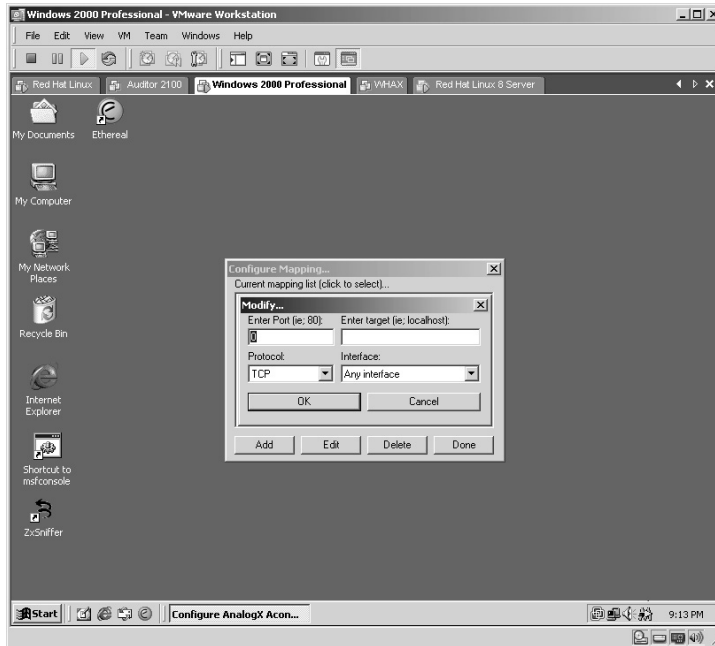 Windows 2000 Professional - VMware Workstation
File Edit View VM Team Windows Help
Red Hat Linux Auditor 2100 Windows 2000 Professional WHAX Red Hat Linux 8 Server
My Documents Ethereal
My Computer
My Network
Places
Recycle Bin
Internet
Explorer
Shortcut to
msfconsole
ZxSniffer
Configure Mapping...
Current mapping list (click to select)...
Modify...
Enter Port (ie; 80): Enter target (ie; localhost):
0
Protocol: Interface:
TCP Any interface
OK Cancel
Add Edit Delete Done
Start Configure AnalogX Acon... 9:13 PM